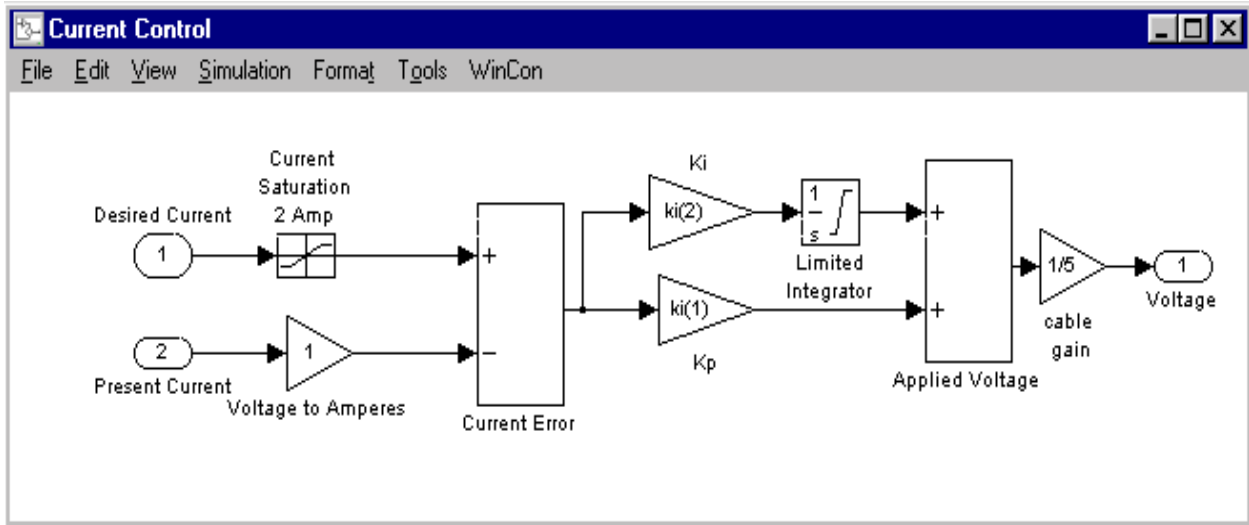 Current Control
File Edit View Simulation Format Tools WinCon
Current
Saturation
2 Amp
Desired Current
1
2
Present Current
1
Voltage to Amperes
+
−
Current Error
Ki
ki(2)
1
s
Limited
Integrator
ki(1)
Kp
+
+
Applied Voltage
1/5
cable
gain
1
Voltage